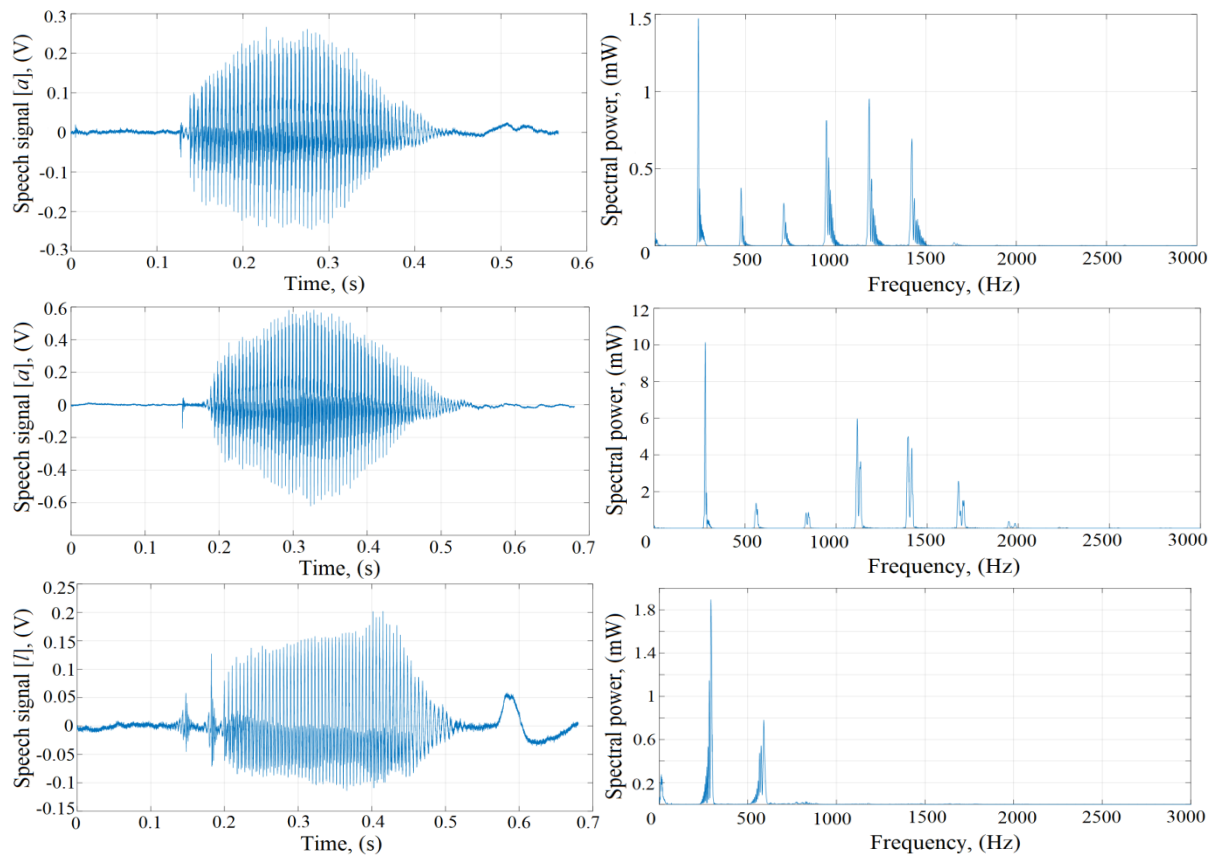 Speech signal [a], (V)
0.3
0.2
0.1
0
-0.1
-0.2
-0.3
0 0.1 0.2 0.3 0.4 0.5 0.6
Time, (s)
Spectral power, (mW)
1.5
1
0.5
0 500 1000 1500 2000 2500 3000
Frequency, (Hz)
Speech signal [a], (V)
0.6
0.4
0.2
0
-0.2
-0.4
-0.6
0 0.1 0.2 0.3 0.4 0.5 0.6 0.7
Time, (s)
Spectral power, (mW)
12
10
8
6
4
2
0 500 1000 1500 2000 2500 3000
Frequency, (Hz)
Speech signal [l], (V)
0.25
0.2
0.15
0.1
0.05
0
-0.05
-0.1
-0.15
0 0.1 0.2 0.3 0.4 0.5 0.6 0.7
Time, (s)
Spectral power, (mW)
1.8
1.4
1
0.6
0.2
0 500 1000 1500 2000 2500 3000
Frequency, (Hz)